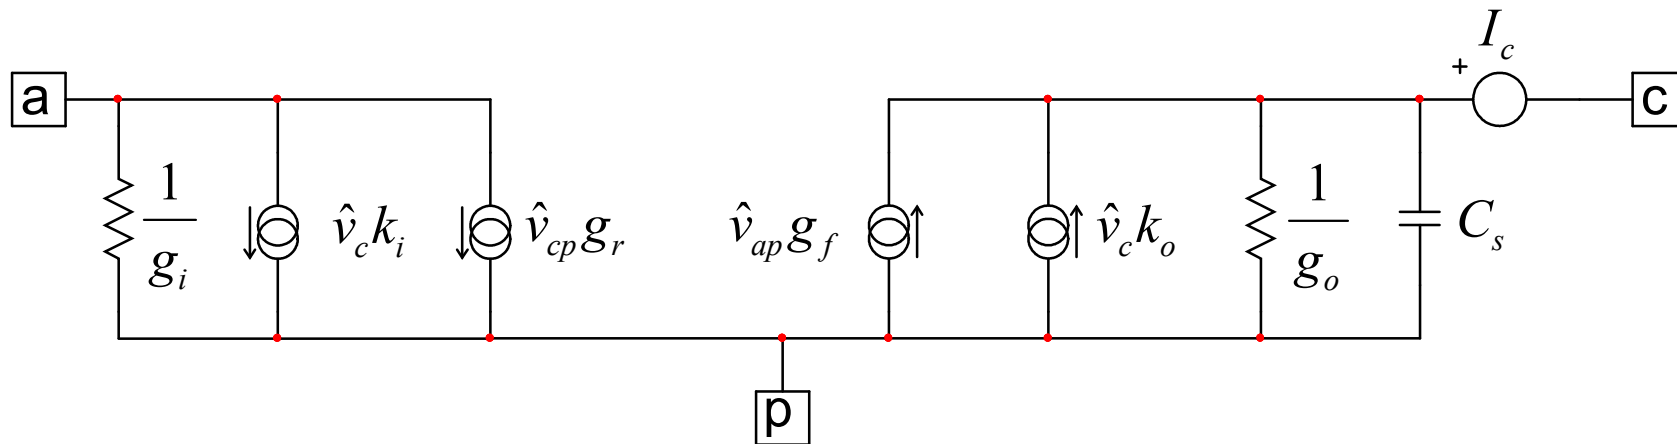 I_c
+
a
c
1/g_i
v̂_c k_i
v̂_cp g_r
v̂_ap g_f
v̂_c k_o
1/g_o
C_s
p